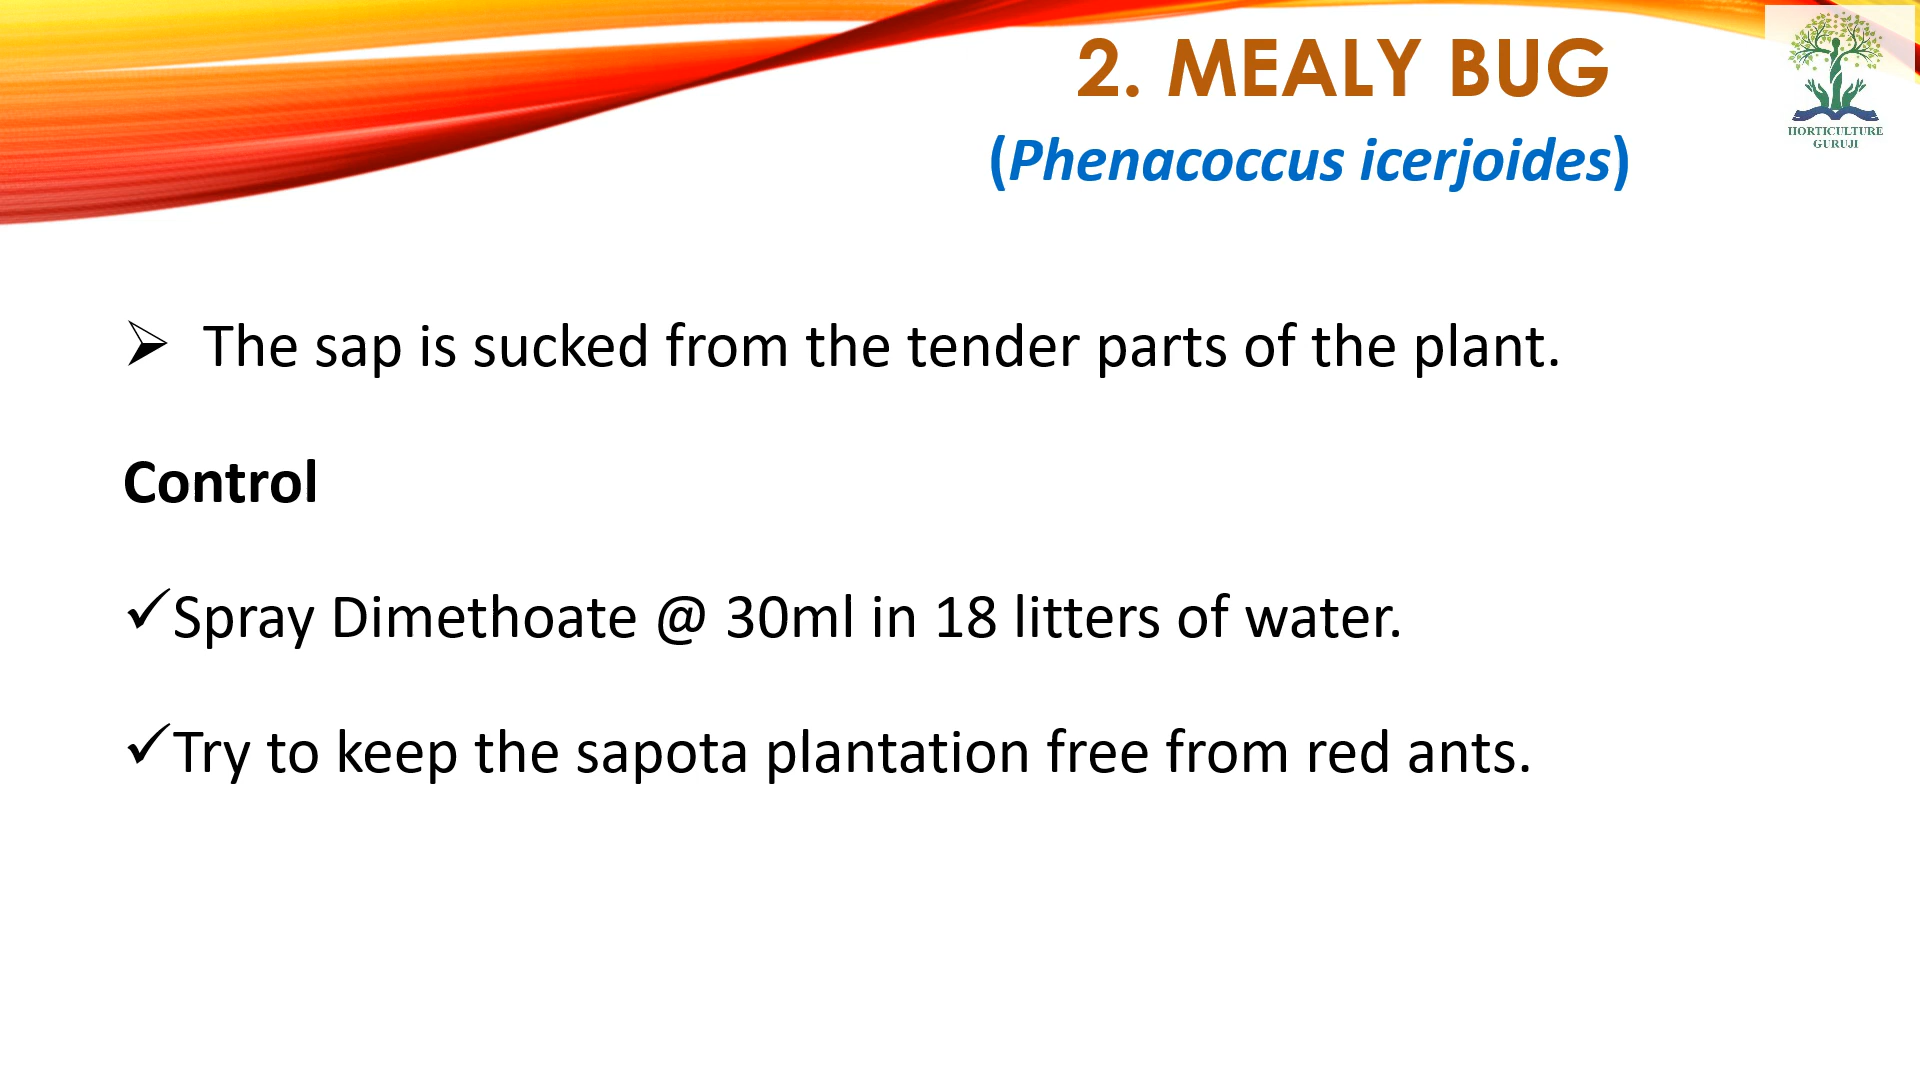 2. MEALY BUG
(Phenacoccus icerjoides)
HORTICULTURE
GURUJI
➢ The sap is sucked from the tender parts of the plant.
Control
✓Spray Dimethoate @ 30ml in 18 litters of water.
✓Try to keep the sapota plantation free from red ants.